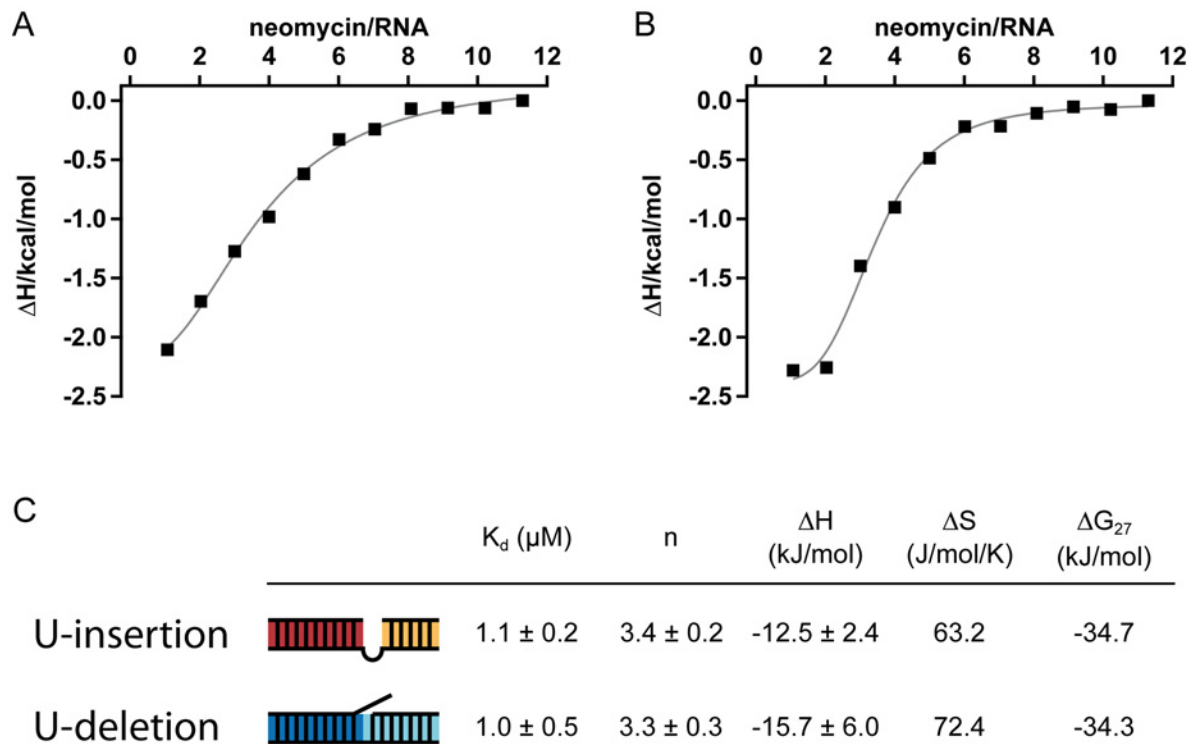 A
neomycin/RNA
0 2 4 6 8 10 12
0.0
-0.5
-1.0
-1.5
-2.0
-2.5
ΔH/kcal/mol
B
neomycin/RNA
0 2 4 6 8 10 12
0.0
-0.5
-1.0
-1.5
-2.0
-2.5
ΔH/kcal/mol
C
K_d (µM) n ΔH (kJ/mol) ΔS (J/mol/K) ΔG_27 (kJ/mol)
U-insertion 1.1 ± 0.2 3.4 ± 0.2 -12.5 ± 2.4 63.2 -34.7
U-deletion 1.0 ± 0.5 3.3 ± 0.3 -15.7 ± 6.0 72.4 -34.3